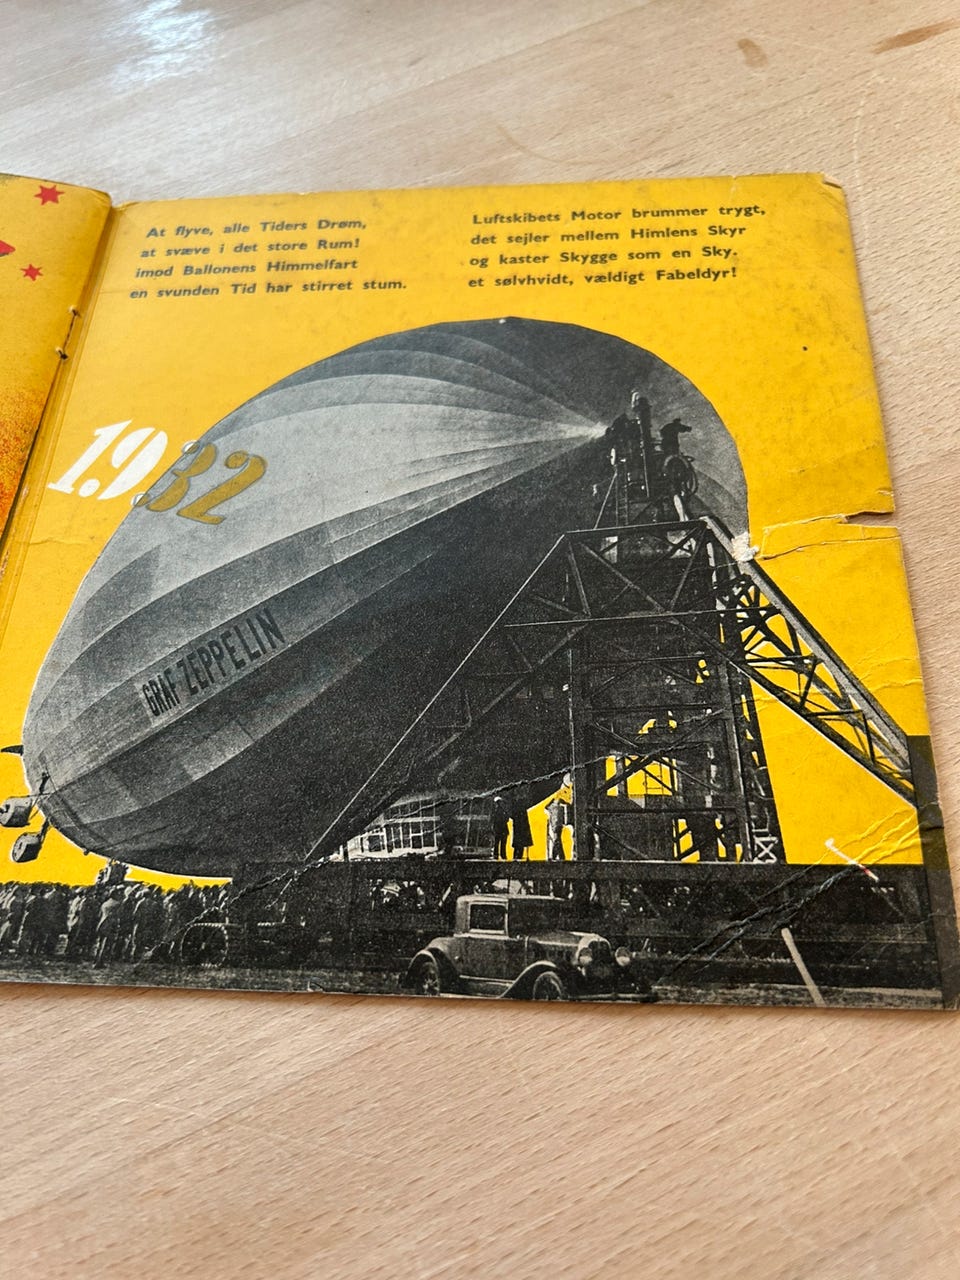 At flyve, alle Tiders Drøm,
at svæve i det store Rum!
imod Ballonens Himmelfart
en svunden Tid har stirret stum.
Luftskibets Motor brummer trygt,
det sejler mellem Himlens Skyr
og kaster Skygge som en Sky.
et sølvhvidt, vældigt Fabeldyr!
1932
GRAF ZEPPELIN